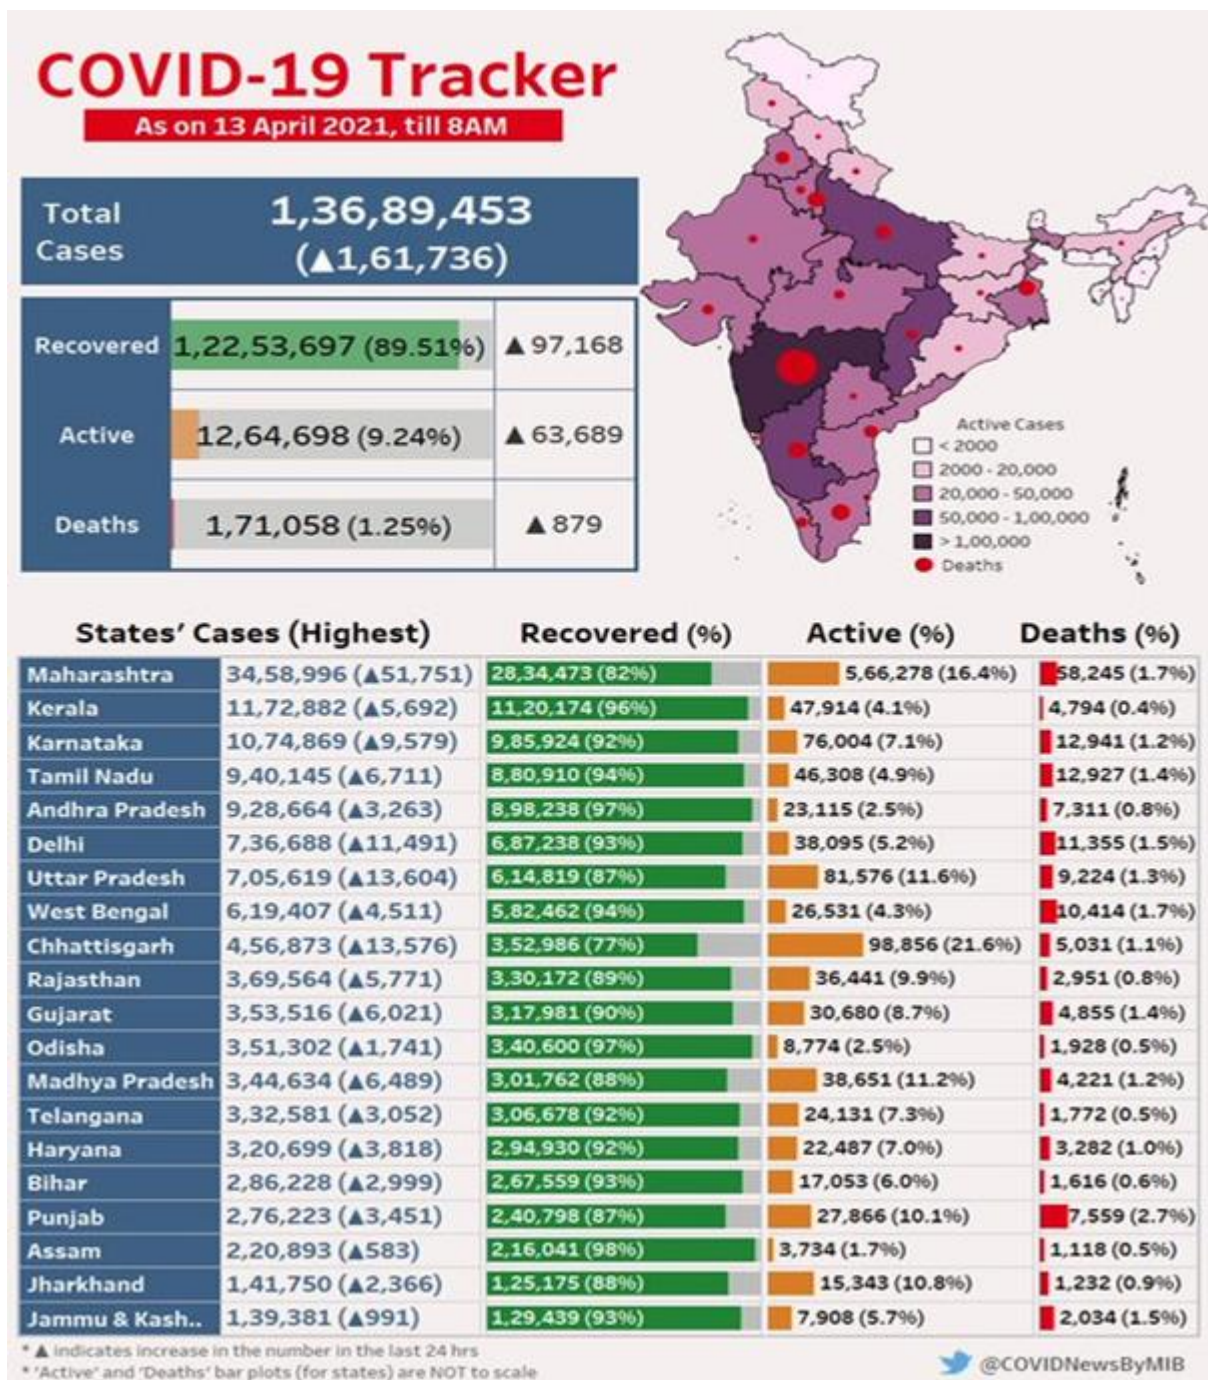 COVID-19 Tracker
As on 13 April 2021, till 8AM
Total Cases
1,36,89,453
(▲1,61,736)
Recovered 1,22,53,697 (89.51%) ▲ 97,168
Active 12,64,698 (9.24%) ▲ 63,689
Deaths 1,71,058 (1.25%) ▲ 879
Active Cases
< 2000
2000 - 20,000
20,000 - 50,000
50,000 - 1,00,000
> 1,00,000
Deaths
States' Cases (Highest) Recovered (%) Active (%) Deaths (%)
Maharashtra 34,58,996 (▲51,751) 28,34,473 (82%) 5,66,278 (16.4%) 58,245 (1.7%)
Kerala 11,72,882 (▲5,692) 11,20,174 (96%) 47,914 (4.1%) 4,794 (0.4%)
Karnataka 10,74,869 (▲9,579) 9,85,924 (92%) 76,004 (7.1%) 12,941 (1.2%)
Tamil Nadu 9,40,145 (▲6,711) 8,80,910 (94%) 46,308 (4.9%) 12,927 (1.4%)
Andhra Pradesh 9,28,664 (▲3,263) 8,98,238 (97%) 23,115 (2.5%) 7,311 (0.8%)
Delhi 7,36,688 (▲11,491) 6,87,238 (93%) 38,095 (5.2%) 11,355 (1.5%)
Uttar Pradesh 7,05,619 (▲13,604) 6,14,819 (87%) 81,576 (11.6%) 9,224 (1.3%)
West Bengal 6,19,407 (▲4,511) 5,82,462 (94%) 26,531 (4.3%) 10,414 (1.7%)
Chhattisgarh 4,56,873 (▲13,576) 3,52,986 (77%) 98,856 (21.6%) 5,031 (1.1%)
Rajasthan 3,69,564 (▲5,771) 3,30,172 (89%) 36,441 (9.9%) 2,951 (0.8%)
Gujarat 3,53,516 (▲6,021) 3,17,981 (90%) 30,680 (8.7%) 4,855 (1.4%)
Odisha 3,51,302 (▲1,741) 3,40,600 (97%) 8,774 (2.5%) 1,928 (0.5%)
Madhya Pradesh 3,44,634 (▲6,489) 3,01,762 (88%) 38,651 (11.2%) 4,221 (1.2%)
Telangana 3,32,581 (▲3,052) 3,06,678 (92%) 24,131 (7.3%) 1,772 (0.5%)
Haryana 3,20,699 (▲3,818) 2,94,930 (92%) 22,487 (7.0%) 3,282 (1.0%)
Bihar 2,86,228 (▲2,999) 2,67,559 (93%) 17,053 (6.0%) 1,616 (0.6%)
Punjab 2,76,223 (▲3,451) 2,40,798 (87%) 27,866 (10.1%) 7,559 (2.7%)
Assam 2,20,893 (▲583) 2,16,041 (98%) 3,734 (1.7%) 1,118 (0.5%)
Jharkhand 1,41,750 (▲2,366) 1,25,175 (88%) 15,343 (10.8%) 1,232 (0.9%)
Jammu & Kash.. 1,39,381 (▲991) 1,29,439 (93%) 7,908 (5.7%) 2,034 (1.5%)
* ▲ indicates increase in the number in the last 24 hrs
* 'Active' and 'Deaths' bar plots (for states) are NOT to scale
@COVIDNewsByMIB